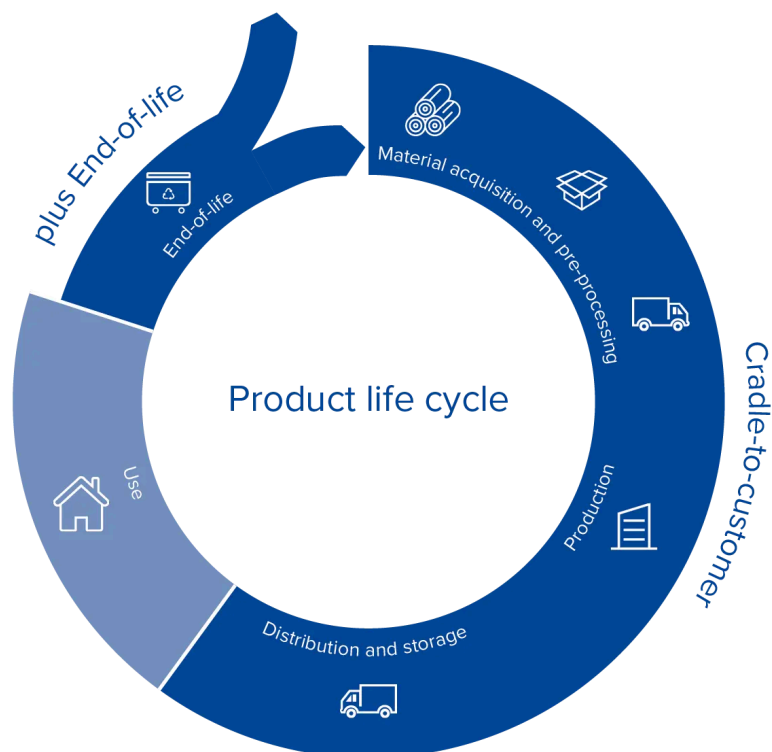 Product life cycle
Material acquisition and pre-processing
Production
Distribution and storage
Use
End-of-life
Cradle-to-customer
plus End-of-life